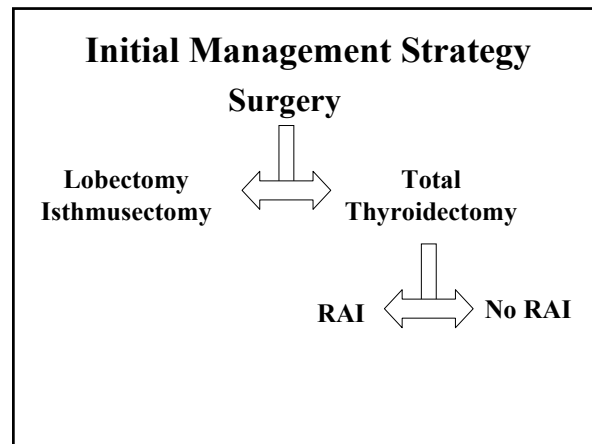 Initial Management Strategy
Surgery
Lobectomy
Isthmusectomy
Total
Thyroidectomy
RAI
No RAI